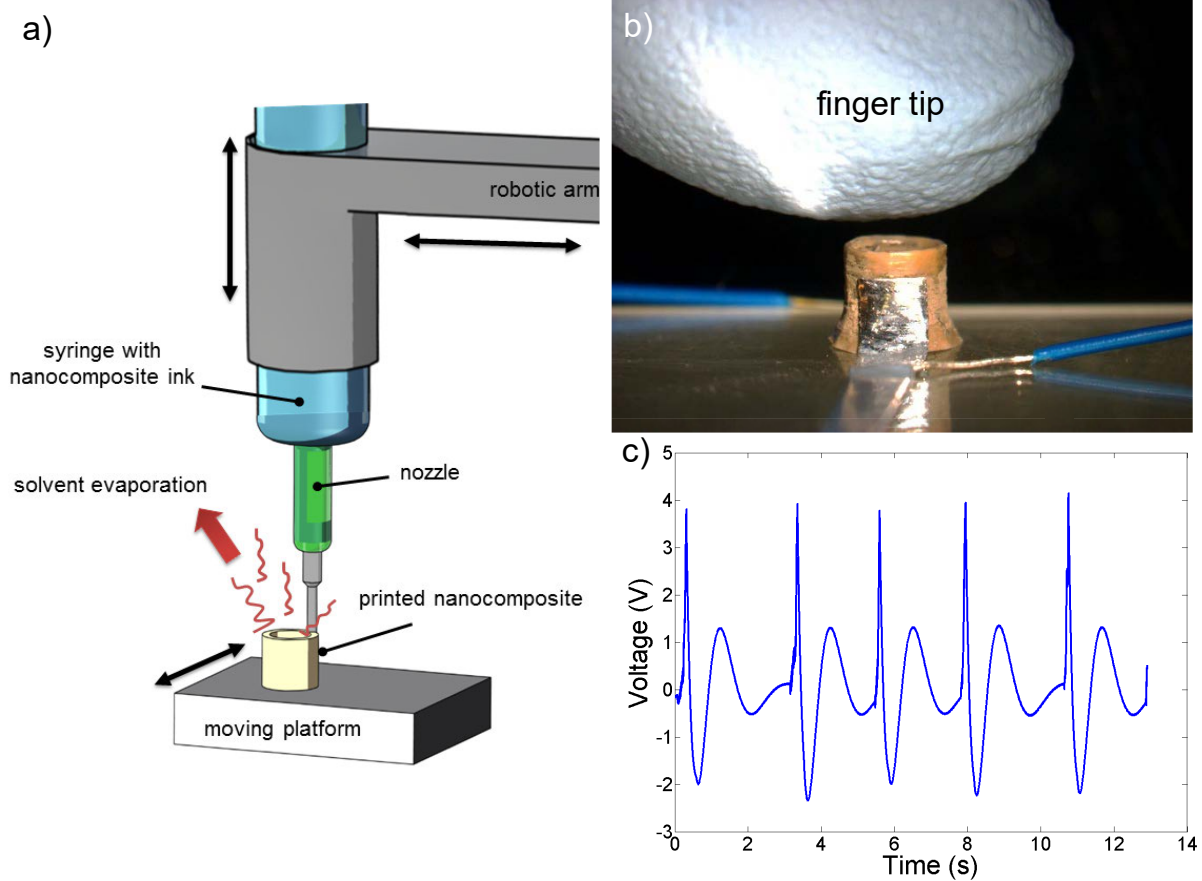 a)
robotic arm
syringe with
nanocomposite ink
nozzle
solvent evaporation
printed nanocomposite
moving platform
b)
finger tip
c)
5
4
3
2
1
0
-1
-2
-3
Voltage (V)
0
2
4
6
8
10
12
14
Time (s)